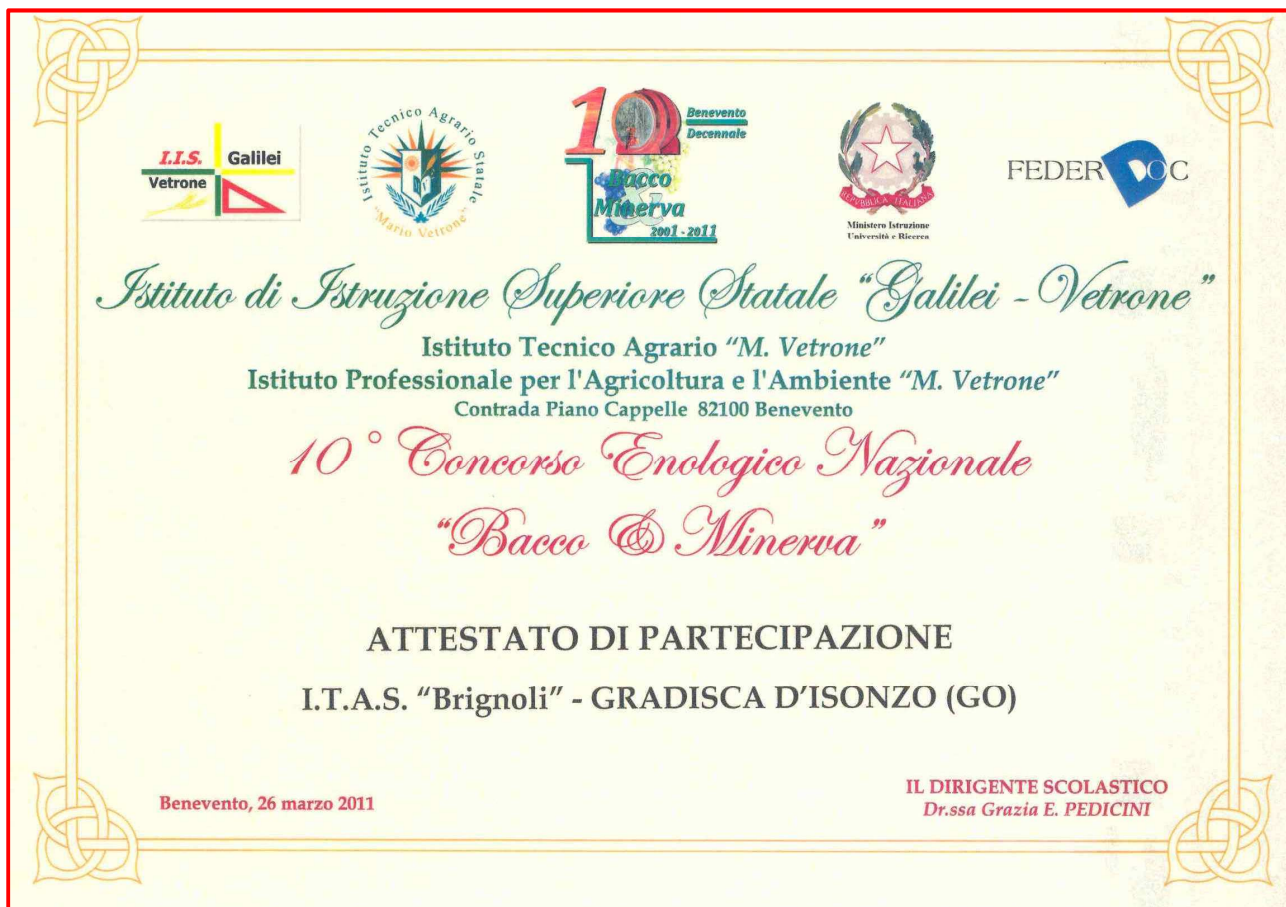 I.I.S. Galilei
Vetrone
Istituto Tecnico Agrario Statale
"Mario Vetrone"
10
Benevento
Decennale
Bacco
&
Minerva
2001 - 2011
REPVBBLICA ITALIANA
Ministero Istruzione
Università e Ricerca
FEDER DOC
Istituto di Istruzione Superiore Statale "Galilei - Vetrone"
Istituto Tecnico Agrario "M. Vetrone"
Istituto Professionale per l'Agricoltura e l'Ambiente "M. Vetrone"
Contrada Piano Cappelle 82100 Benevento
10° Concorso Enologico Nazionale
"Bacco & Minerva"
ATTESTATO DI PARTECIPAZIONE
I.T.A.S. "Brignoli" - GRADISCA D'ISONZO (GO)
Benevento, 26 marzo 2011
IL DIRIGENTE SCOLASTICO
Dr.ssa Grazia E. PEDICINI